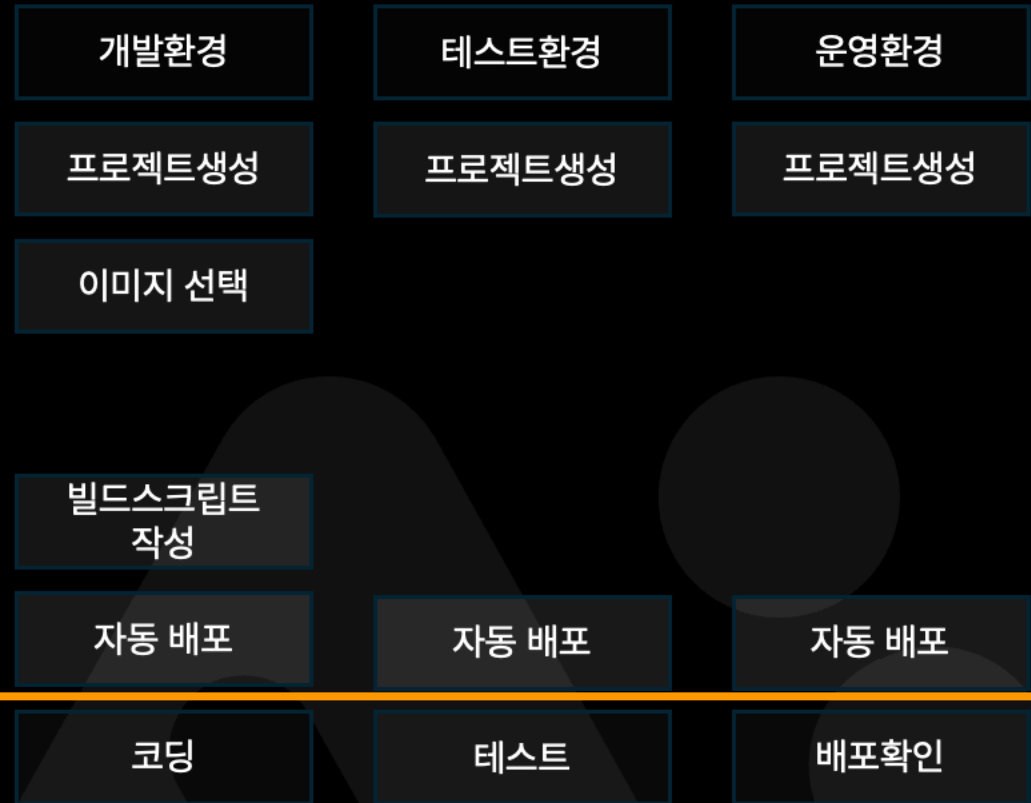 개발환경
테스트환경
운영환경
프로젝트생성
프로젝트생성
프로젝트생성
이미지 선택
빌드스크립트
작성
자동 배포
자동 배포
자동 배포
코딩
테스트
배포확인